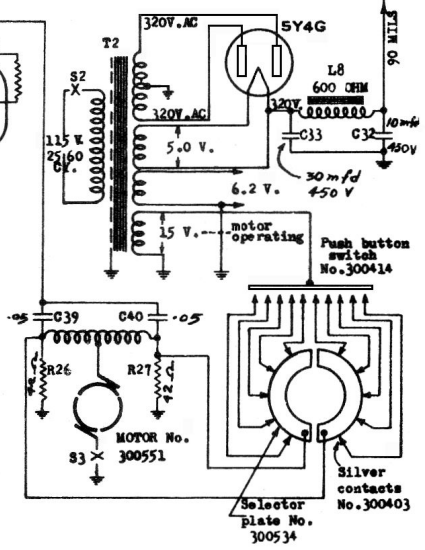 320V.AC
5Y4G
T2
90 MILS
L8
600 OHM
S2
320V.AC
320V.
C33
C32
10 mfd
450V
115 V.
25/60
CY.
5.0 V.
30 mfd
450 V
6.2 V.
15 V.
motor
operating
Push button
switch
No.300414
.05
C39
C40
.05
R26
42 Ω
R27
42 Ω
MOTOR No.
300551
S3
Silver
contacts
No.300403
Selector
plate No.
300534